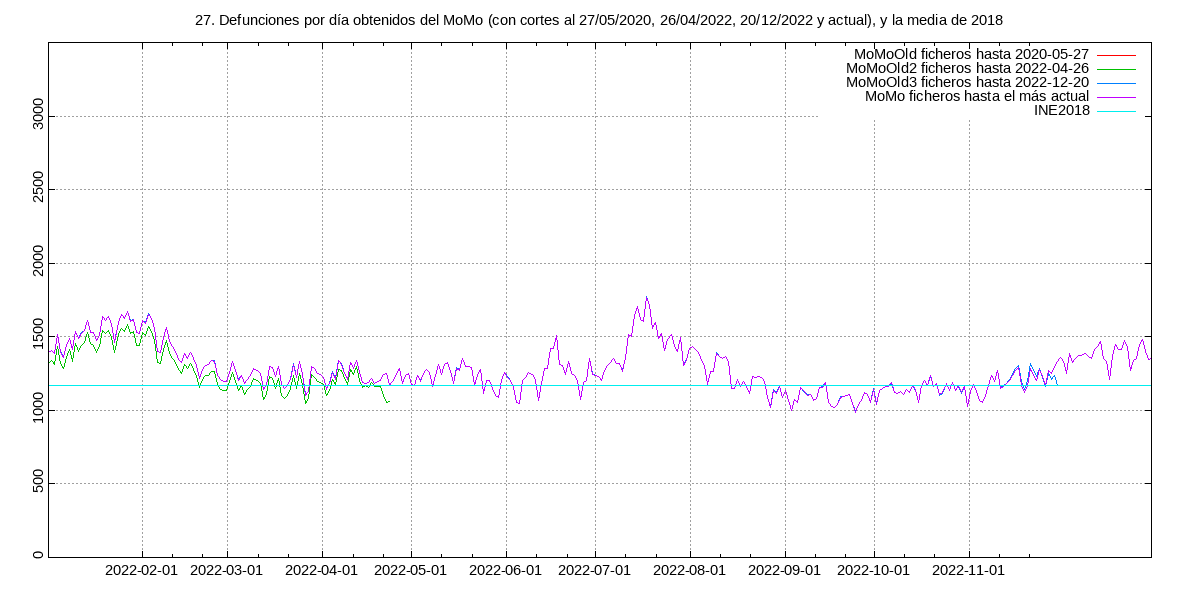 27. Defunciones por día obtenidos del MoMo (con cortes al 27/05/2020, 26/04/2022, 20/12/2022 y actual), y la media de 2018
MoMoOld ficheros hasta 2020-05-27
MoMoOld2 ficheros hasta 2022-04-26
MoMoOld3 ficheros hasta 2022-12-20
MoMo ficheros hasta el más actual
INE2018
3000
2500
2000
1500
1000
500
0
2022-02-01 2022-03-01 2022-04-01 2022-05-01 2022-06-01 2022-07-01 2022-08-01 2022-09-01 2022-10-01 2022-11-01